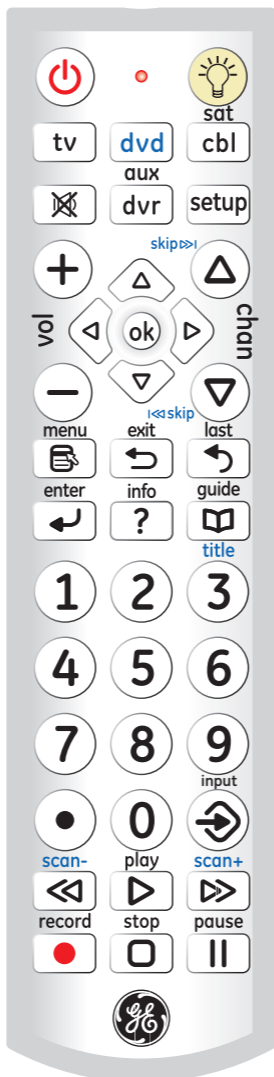 sat
tv dvd cbl
aux
dvr setup
skip
vol ok chan
skip
menu exit last
enter info guide
?
title
1 2 3
4 5 6
7 8 9
input
0
scan- play scan+
record stop pause
GE